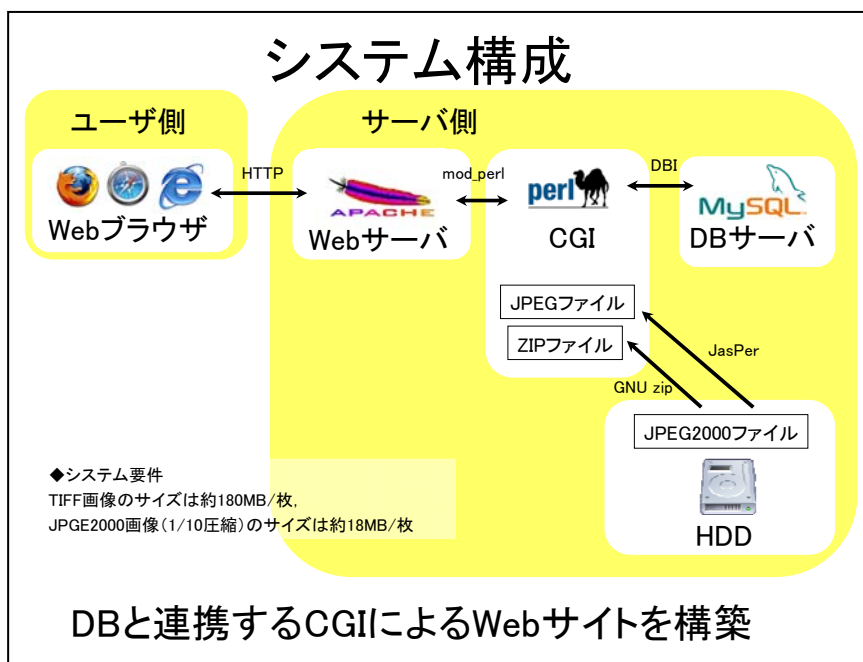 システム構成
ユーザ側
サーバ側
HTTP
mod_perl
DBI
APACHE
perl
MySQL
Webブラウザ
Webサーバ
CGI
DBサーバ
JPEGファイル
ZIPファイル
JasPer
GNU zip
JPEG2000ファイル
HDD
◆システム要件
TIFF画像のサイズは約180MB/枚,
JPGE2000画像(1/10圧縮)のサイズは約18MB/枚
DBと連携するCGIによるWebサイトを構築